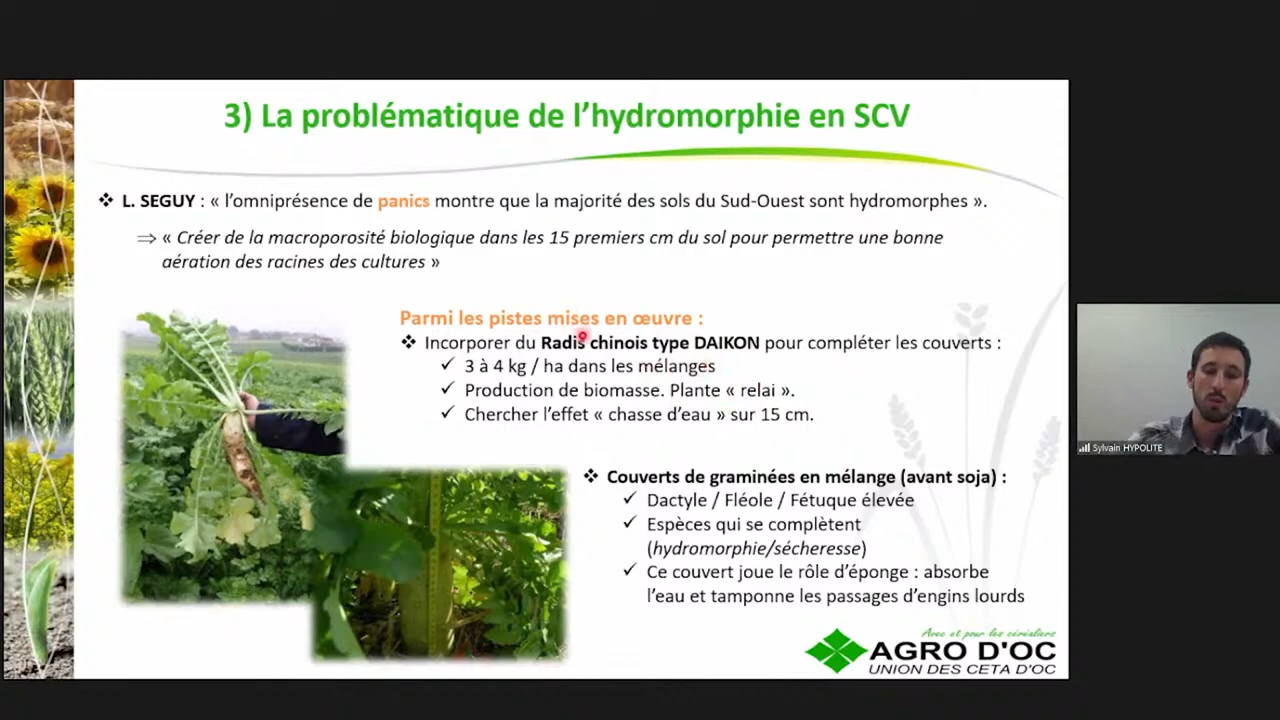 3) La problématique de l’hydromorphie en SCV
❖ L. SEGUY : « l’omniprésence de panics montre que la majorité des sols du Sud-Ouest sont hydromorphes ».
⇒ « Créer de la macroporosité biologique dans les 15 premiers cm du sol pour permettre une bonne
aération des racines des cultures »
Parmi les pistes mises en œuvre :
❖ Incorporer du Radis chinois type DAIKON pour compléter les couverts :
✓ 3 à 4 kg / ha dans les mélanges
✓ Production de biomasse. Plante « relai ».
✓ Chercher l’effet « chasse d’eau » sur 15 cm.
❖ Couverts de graminées en mélange (avant soja) :
✓ Dactyle / Fléole / Fétuque élevée
✓ Espèces qui se complètent
(hydromorphie/sécheresse)
✓ Ce couvert joue le rôle d’éponge : absorbe
l’eau et tamponne les passages d’engins lourds
Avec et pour les céréaliers
AGRO D'OC
UNION DES CETA D'OC
Sylvain HYPOLITE